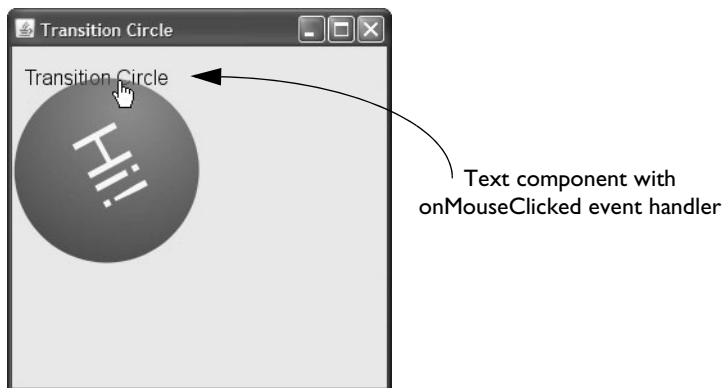 Transition Circle
Transition Circle
Hi!
Text component with
onMouseClicked event handler